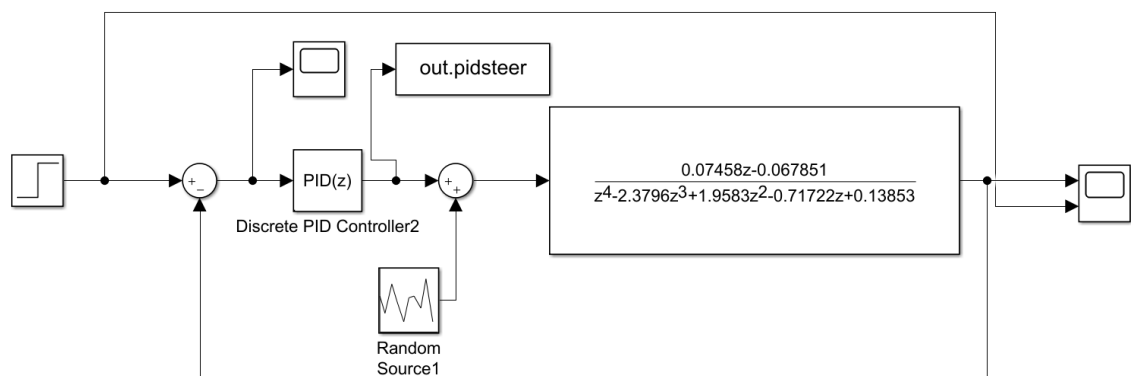 out.pidsteer
0.07458z-0.067851
z4-2.3796z3+1.9583z2-0.71722z+0.13853
+
−
PID(z)
+
+
Discrete PID Controller2
Random
Source1